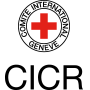 COMITE INTERNATIONAL
GENEVE
CICR